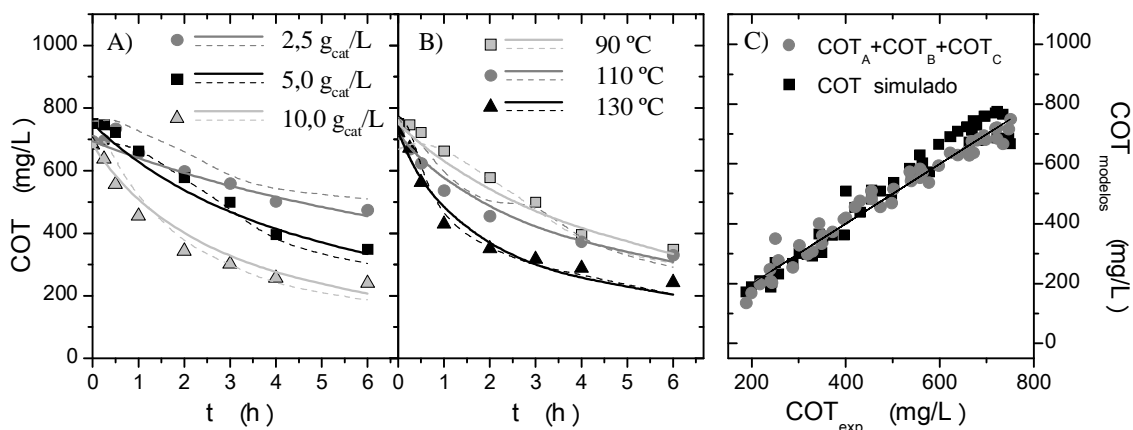 A)
2,5 g_cat/L
5,0 g_cat/L
10,0 g_cat/L
COT (mg/L)
1000
800
600
400
200
0
0 1 2 3 4 5 6
t (h)
B)
90 ºC
110 ºC
130 ºC
0 1 2 3 4 5 6
t (h)
C)
COT_A+COT_B+COT_C
COT simulado
1000
800
600
400
200
0
COT_modelos (mg/L)
200 400 600 800
COT_exp (mg/L)